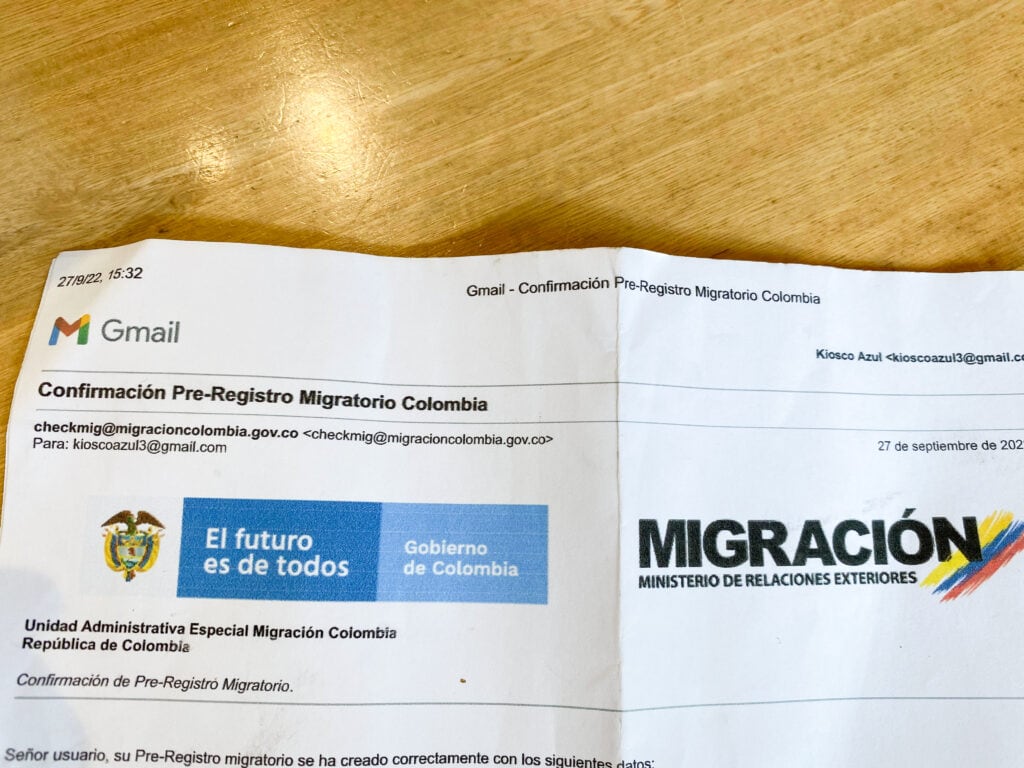 27/9/22, 15:32
Gmail - Confirmación Pre-Registro Migratorio Colombia
Gmail
Kiosco Azul <kioscoazul3@gmail.co
Confirmación Pre-Registro Migratorio Colombia
checkmig@migracioncolombia.gov.co <checkmig@migracioncolombia.gov.co>
Para: kioscoazul3@gmail.com
27 de septiembre de 202
El futuro
es de todos
Gobierno
de Colombia
MIGRACIÓN
MINISTERIO DE RELACIONES EXTERIORES
Unidad Administrativa Especial Migración Colombia
República de Colombia
Confirmación de Pre-Registro Migratorio.
Señor usuario, su Pre-Registro migratorio se ha creado correctamente con los siguientes datos: